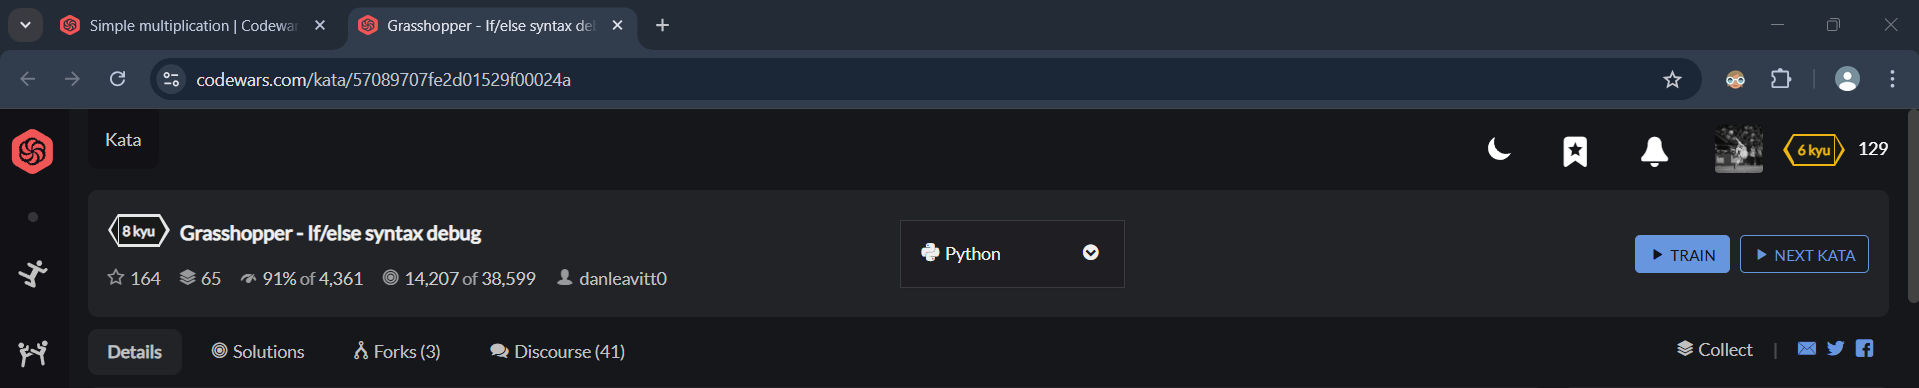 Simple multiplication | Codewar
Grasshopper - If/else syntax del
codewars.com/kata/57089707fe2d01529f00024a
Kata
6 kyu 129
8 kyu Grasshopper - If/else syntax debug
Python
TRAIN NEXT KATA
164 65 91% of 4,361 14,207 of 38,599 danleavitt0
Details Solutions Forks (3) Discourse (41) Collect